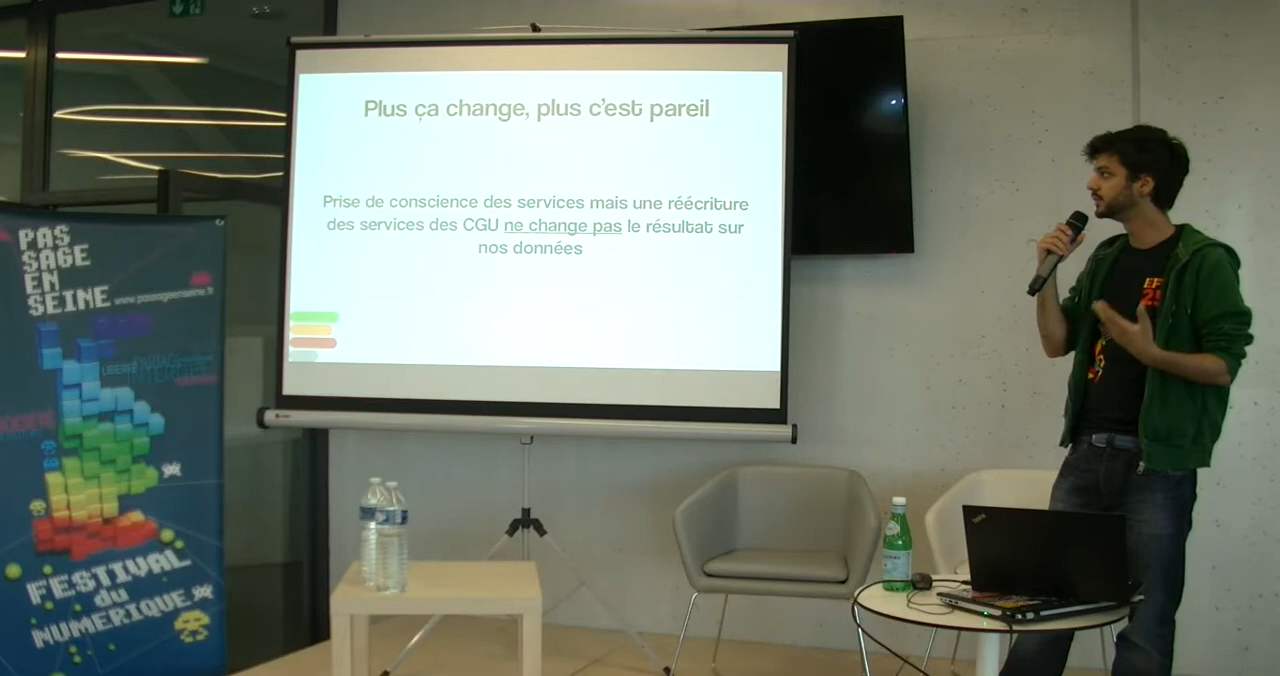 Plus ça change, plus c'est pareil
Prise de conscience des services mais une réécriture
des services des CGU ne change pas le résultat sur
nos données
PAS
SAGE
EN
SEINE www.passageenseine.fr
LIBERTÉ
FESTIVAL
du
NUMERIQUE